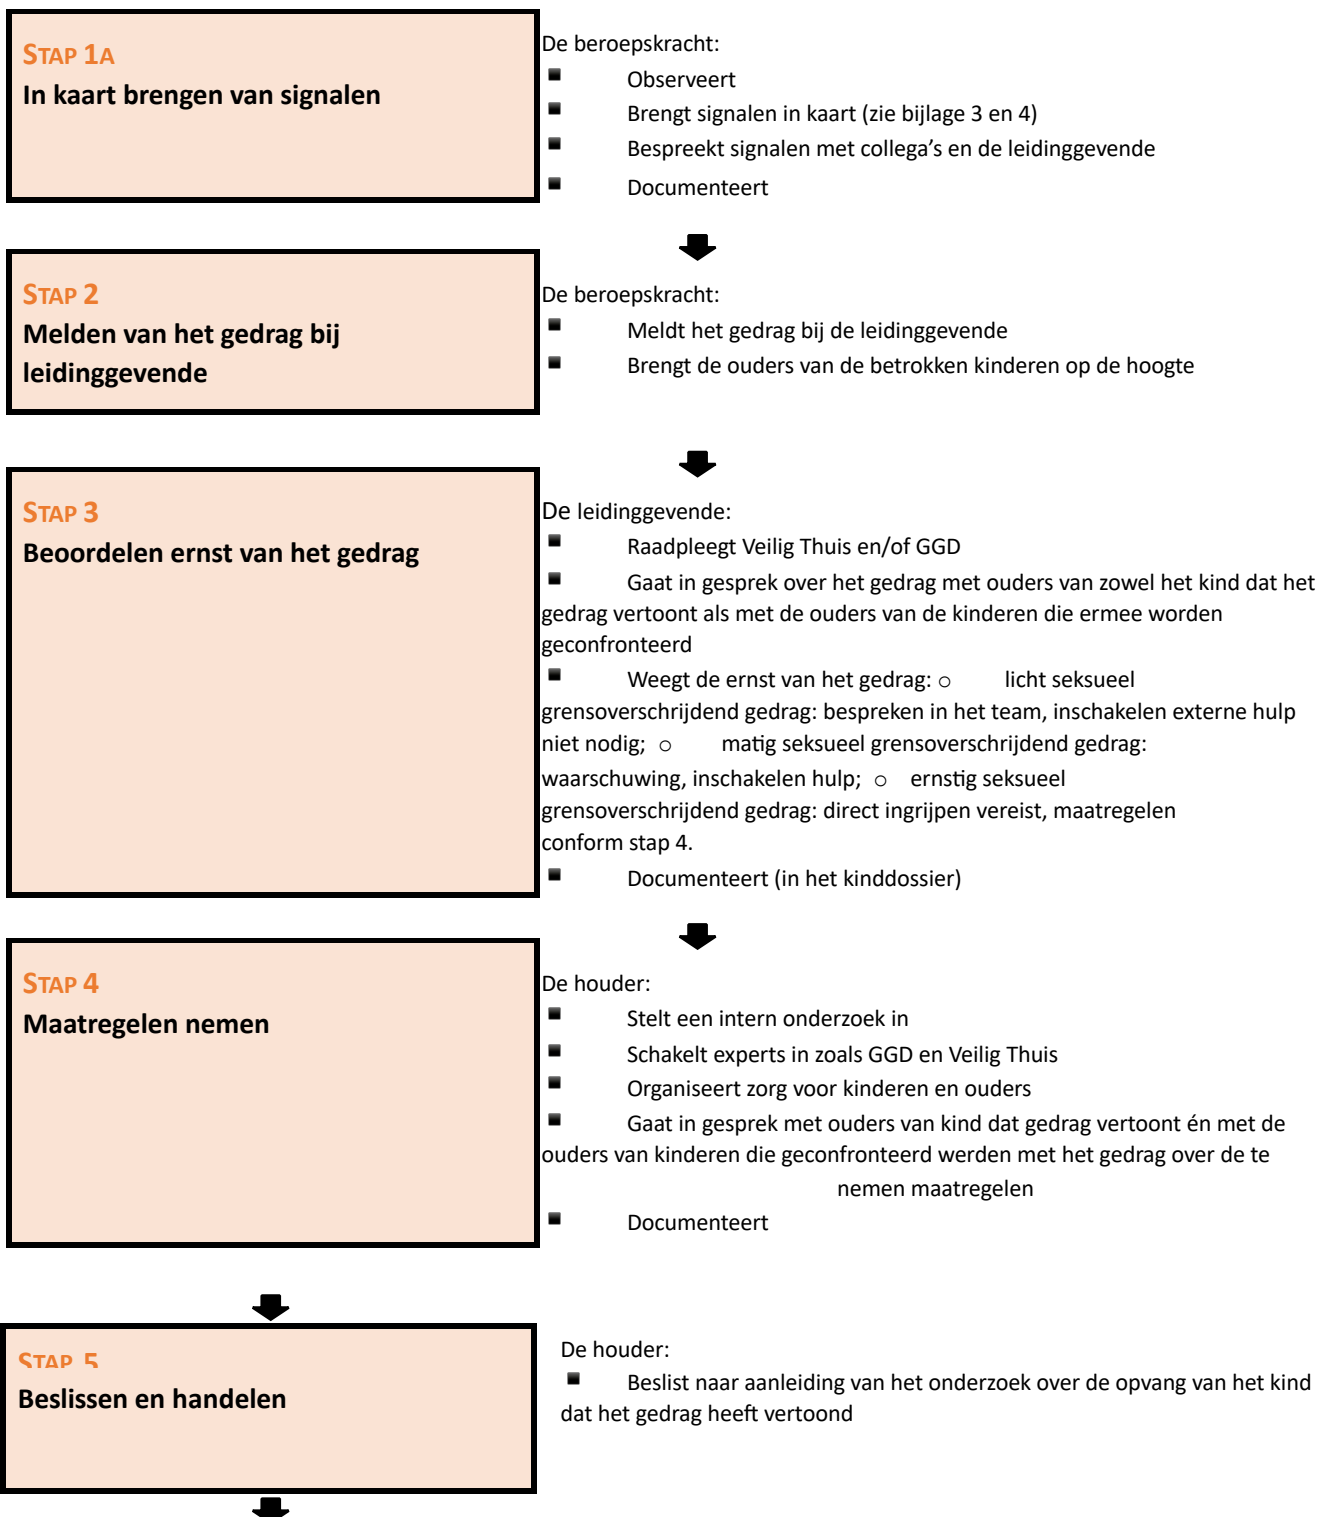 STAP 1A
In kaart brengen van signalen
De beroepskracht:
▪ Observeert
▪ Brengt signalen in kaart (zie bijlage 3 en 4)
▪ Bespreekt signalen met collega's en de leidinggevende
▪ Documenteert
STAP 2
Melden van het gedrag bij
leidinggevende
De beroepskracht:
▪ Meldt het gedrag bij de leidinggevende
▪ Brengt de ouders van de betrokken kinderen op de hoogte
STAP 3
Beoordelen ernst van het gedrag
De leidinggevende:
▪ Raadpleegt Veilig Thuis en/of GGD
▪ Gaat in gesprek over het gedrag met ouders van zowel het kind dat het
gedrag vertoont als met de ouders van de kinderen die ermee worden
geconfronteerd
▪ Weegt de ernst van het gedrag: o licht seksueel
grensoverschrijdend gedrag: bespreken in het team, inschakelen externe hulp
niet nodig; o matig seksueel grensoverschrijdend gedrag:
waarschuwing, inschakelen hulp; o ernstig seksueel
grensoverschrijdend gedrag: direct ingrijpen vereist, maatregelen
conform stap 4.
▪ Documenteert (in het kinddossier)
STAP 4
Maatregelen nemen
De houder:
▪ Stelt een intern onderzoek in
▪ Schakelt experts in zoals GGD en Veilig Thuis
▪ Organiseert zorg voor kinderen en ouders
▪ Gaat in gesprek met ouders van kind dat gedrag vertoont én met de
ouders van kinderen die geconfronteerd werden met het gedrag over de te
nemen maatregelen
▪ Documenteert
STAP 5
Beslissen en handelen
De houder:
▪ Beslist naar aanleiding van het onderzoek over de opvang van het kind
dat het gedrag heeft vertoond